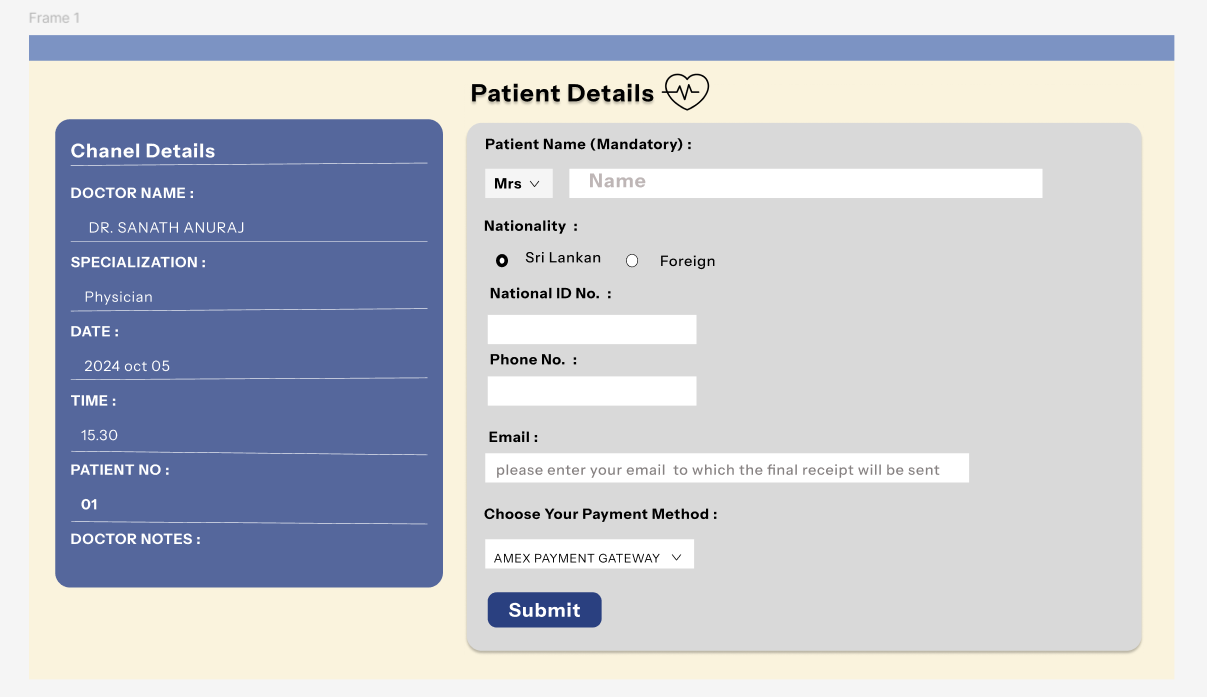 Frame 1
Patient Details
Chanel Details
DOCTOR NAME :
DR. SANATH ANURAJ
SPECIALIZATION :
Physician
DATE :
2024 oct 05
TIME :
15.30
PATIENT NO :
01
DOCTOR NOTES :
Patient Name (Mandatory) :
Mrs Name
Nationality :
Sri Lankan Foreign
National ID No. :
Phone No. :
Email :
please enter your email to which the final receipt will be sent
Choose Your Payment Method :
AMEX PAYMENT GATEWAY
Submit